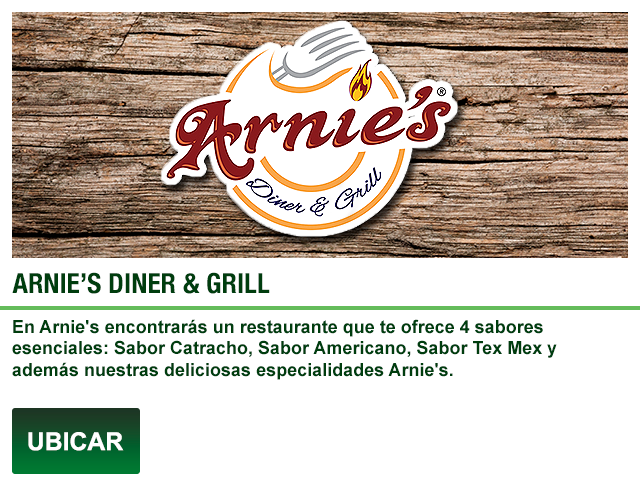 Arnie's®
Diner & Grill
ARNIE’S DINER & GRILL
En Arnie's encontrarás un restaurante que te ofrece 4 sabores
esenciales: Sabor Catracho, Sabor Americano, Sabor Tex Mex y
además nuestras deliciosas especialidades Arnie's.
UBICAR